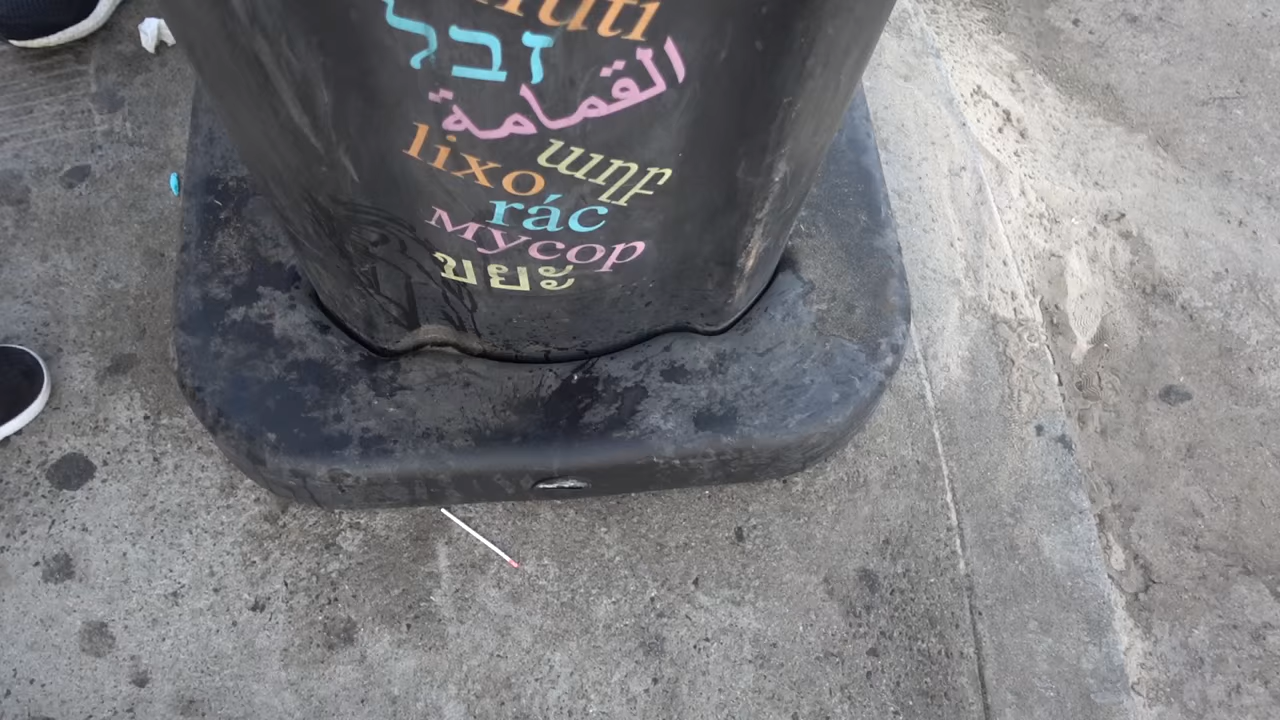 זבל
القمامة
աղբ
lixo
rác
мусор
ขยะ